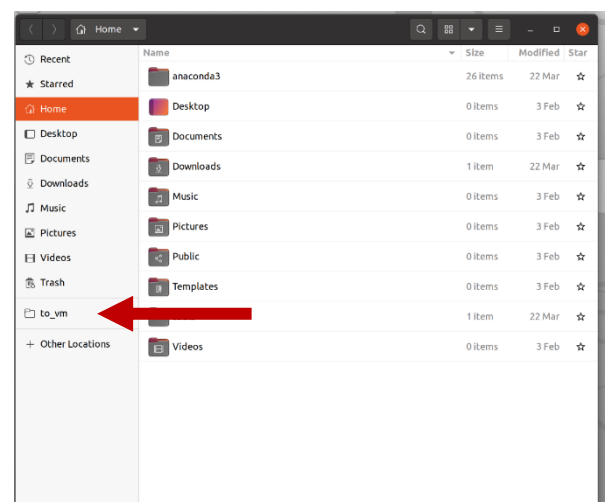 Home
Name Size Modified Star
Recent
Starred
Home
Desktop
Documents
Downloads
Music
Pictures
Videos
Trash
to_vm
+ Other Locations
anaconda3 26 items 22 Mar
Desktop 0 items 3 Feb
Documents 0 items 3 Feb
Downloads 1 item 22 Mar
Music 0 items 3 Feb
Pictures 0 items 3 Feb
Public 0 items 3 Feb
Templates 0 items 3 Feb
1 item 22 Mar
Videos 0 items 3 Feb